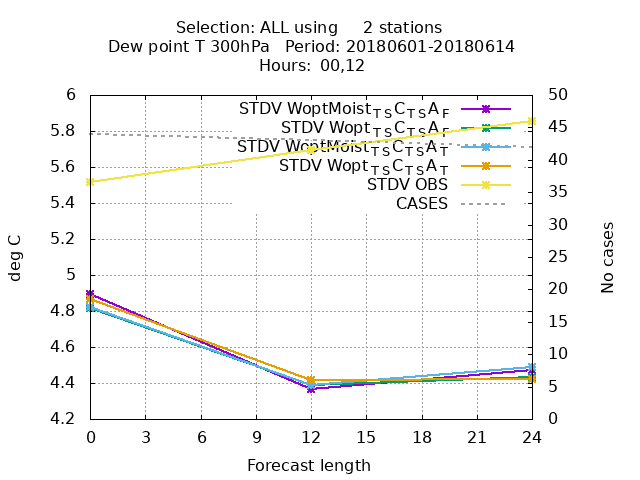 Selection: ALL using     2 stations
Dew point T 300hPa   Period: 20180601-20180614
Hours:  00,12
6 50
STDV WoptMoist_TS C_TS A_F
5.8 STDV Wopt_TS C_TS A_F 45
STDV WoptMoist_TS C_TS A_T
5.6 STDV Wopt_TS C_TS A_T 40
STDV OBS 35
5.4 CASES
30
5.2
25
5
20
4.8
15
4.6
10
4.4
5
4.2 0
deg C
No cases
0 3 6 9 12 15 18 21 24
Forecast length